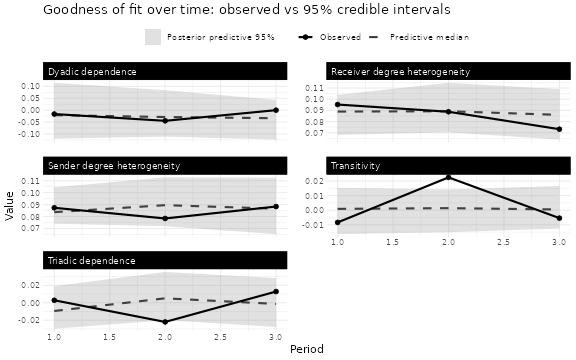 Goodness of fit over time: observed vs 95% credible intervals
Posterior predictive 95%
Observed
Predictive median
Dyadic dependence
0.10
0.05
0.00
-0.05
-0.10
Receiver degree heterogeneity
0.11
0.10
0.09
0.08
0.07
Sender degree heterogeneity
0.11
0.10
0.09
0.08
0.07
Transitivity
0.02
0.01
0.00
-0.01
1.0
1.5
2.0
2.5
3.0
Triadic dependence
0.02
0.00
-0.02
1.0
1.5
2.0
2.5
3.0
Value
Period